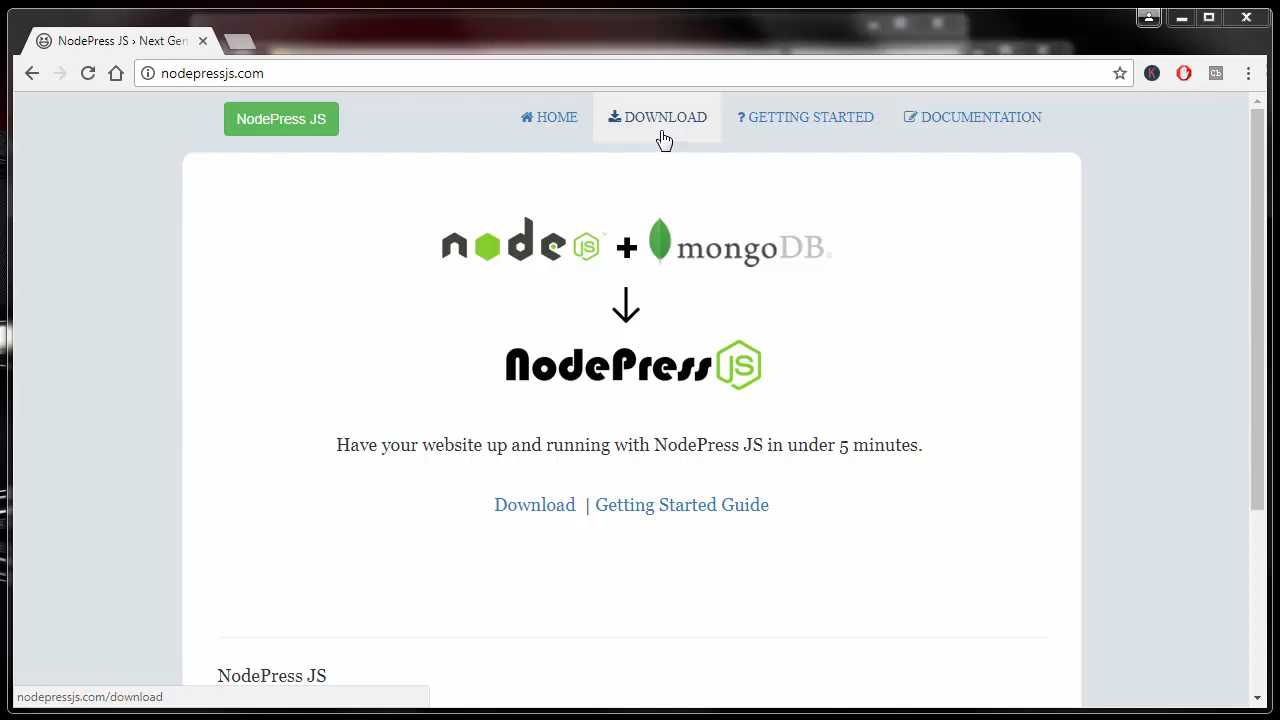 NodePress JS › Next Gen
nodepressjs.com
Cb
NodePress JS
HOME
DOWNLOAD
? GETTING STARTED
DOCUMENTATION
node JS ™ + mongoDB®
NodePress JS
Have your website up and running with NodePress JS in under 5 minutes.
Download | Getting Started Guide
NodePress JS
nodepressjs.com/download